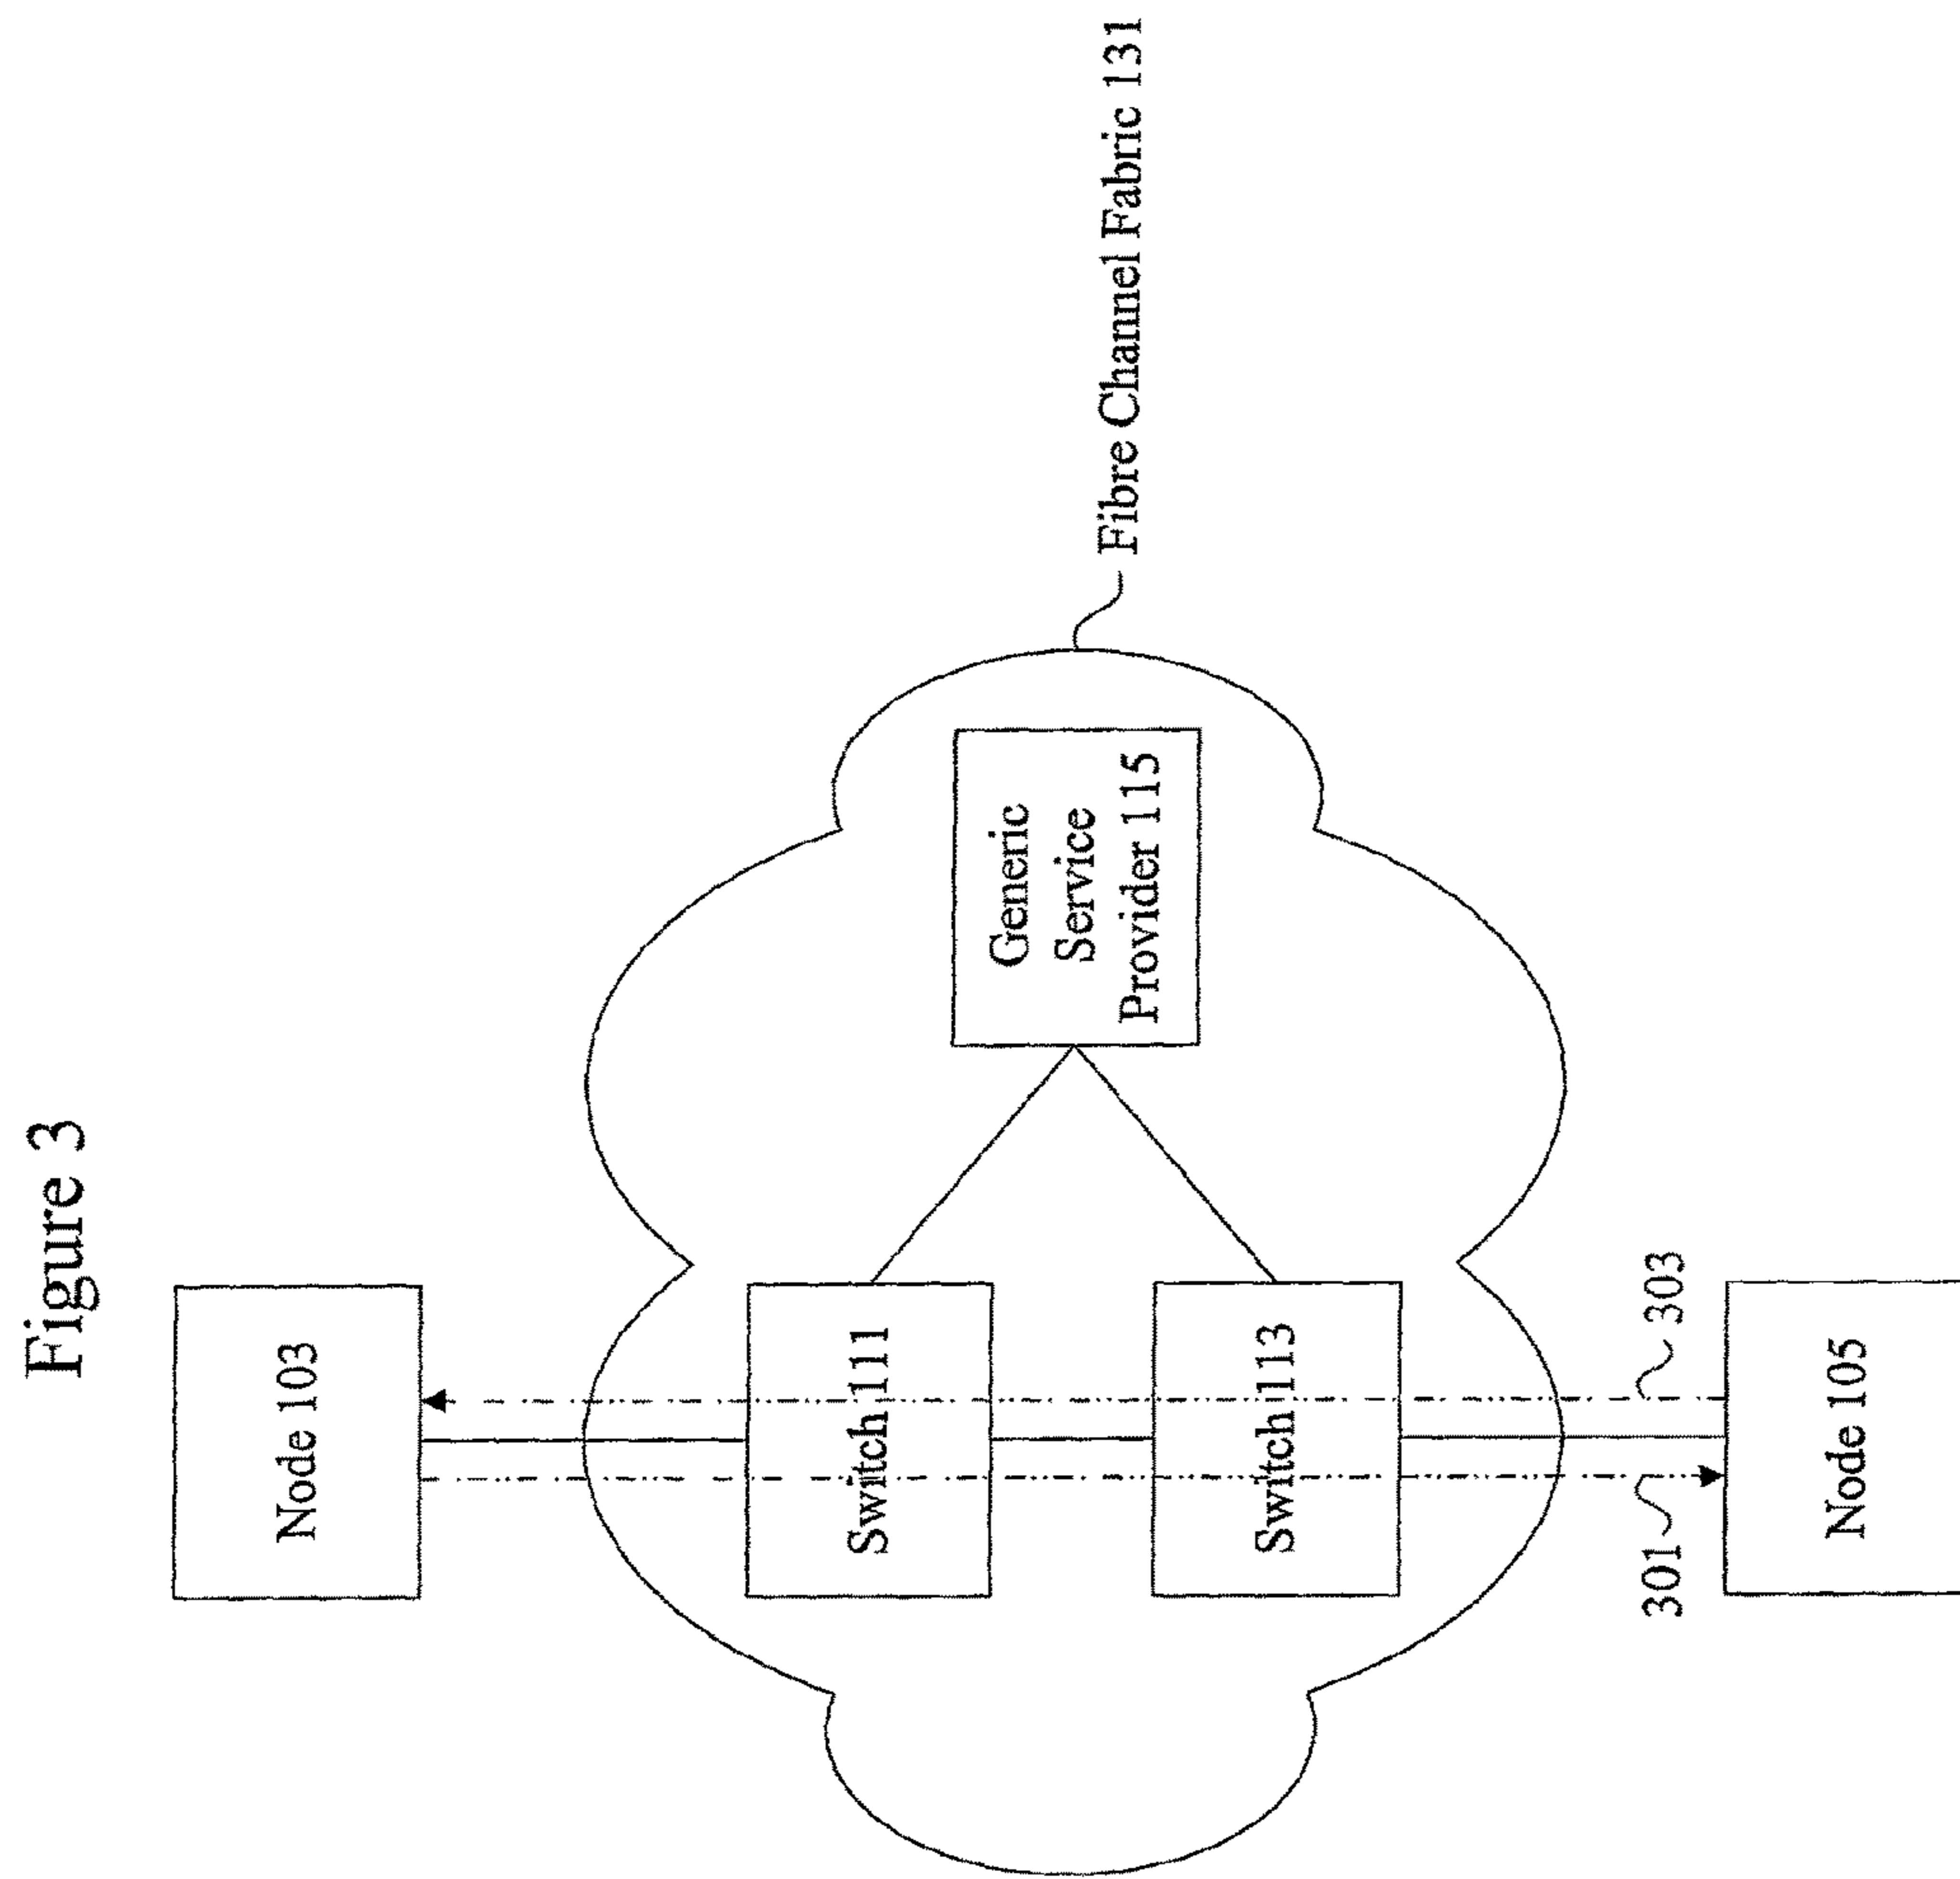 Figure 3
Node 103
Switch 111
Switch 113
Node 105
301
303
Generic
Service
Provider 115
Fibre Channel Fabric 131